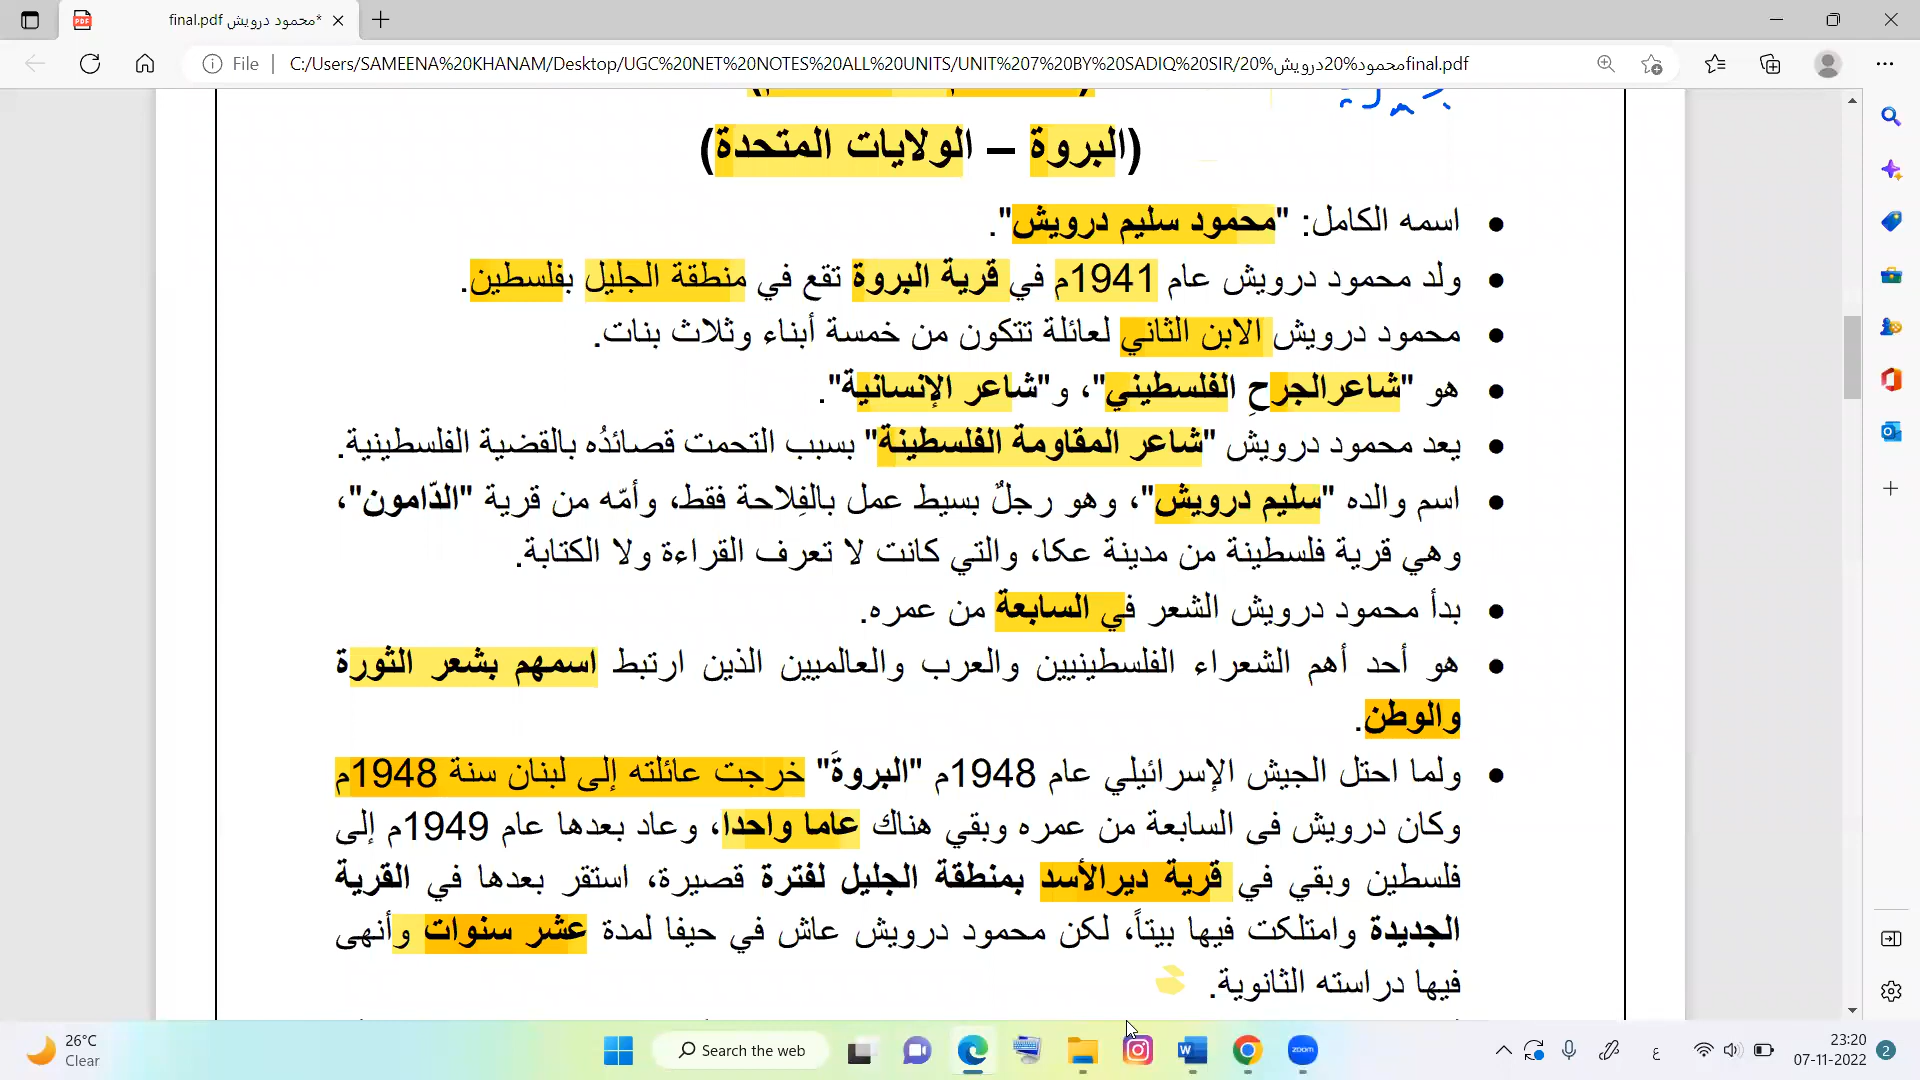 محمود درويش final.pdf*
File
C:/Users/SAMEENA%20KHANAM/Desktop/UGC%20NET%20NOTES%20ALL%20UNITS/UNIT%207%20BY%20SADIQ%20SIR/20%محمود%20درويشfinal.pdf
(البروة – الولايات المتحدة)
• اسمه الكامل: "محمود سليم درويش".
• ولد محمود درويش عام 1941م في قرية البروة تقع في منطقة الجليل بفلسطين.
• محمود درويش الابن الثاني لعائلة تتكون من خمسة أبناء وثلاث بنات.
• هو "شاعرالجرحِ الفلسطيني"، و"شاعر الإنسانية".
• يعد محمود درويش "شاعر المقاومة الفلسطينة" بسبب التحمت قصائدُه بالقضية الفلسطينية.
• اسم والده "سليم درويش"، وهو رجلٌ بسيط عمل بالفِلاحة فقط، وأمّه من قرية "الدّامون"،
وهي قرية فلسطينة من مدينة عكا، والتي كانت لا تعرف القراءة ولا الكتابة.
• بدأ محمود درويش الشعر في السابعة من عمره.
• هو أحد أهم الشعراء الفلسطينيين والعرب والعالميين الذين ارتبط اسمهم بشعر الثورة
والوطن.
• ولما احتل الجيش الإسرائيلي عام 1948م "البروةَ" خرجت عائلته إلى لبنان سنة 1948م
وكان درويش فى السابعة من عمره وبقي هناك عاما واحدا، وعاد بعدها عام 1949م إلى
فلسطين وبقي في قرية ديرالأسد بمنطقة الجليل لفترة قصيرة، استقر بعدها في القرية
الجديدة وامتلكت فيها بيتاً، لكن محمود درويش عاش في حيفا لمدة عشر سنوات وأنهى
فيها دراسته الثانوية.
26°C
Clear
Search the web
zoom
ع
23:20
07-11-2022
2